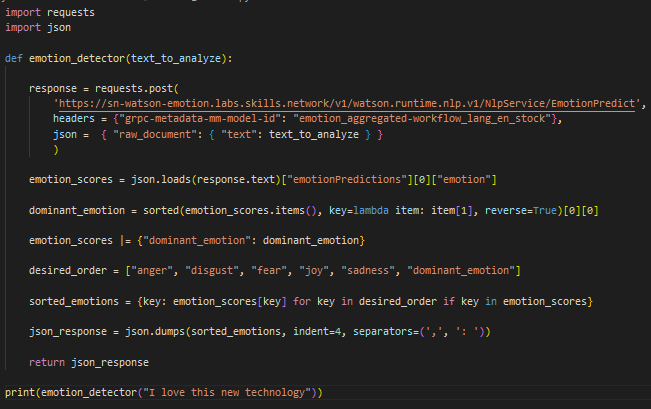 import requests
import json
def emotion_detector(text_to_analyze):
response = requests.post(
'https://sn-watson-emotion.labs.skills.network/v1/watson.runtime.nlp.v1/NlpService/EmotionPredict',
headers = {"grpc-metadata-mm-model-id": "emotion_aggregated-workflow_lang_en_stock"},
json =  { "raw_document": { "text": text_to_analyze } }
)
emotion_scores = json.loads(response.text)["emotionPredictions"][0]["emotion"]
dominant_emotion = sorted(emotion_scores.items(), key=lambda item: item[1], reverse=True)[0][0]
emotion_scores |= {"dominant_emotion": dominant_emotion}
desired_order = ["anger", "disgust", "fear", "joy", "sadness", "dominant_emotion"]
sorted_emotions = {key: emotion_scores[key] for key in desired_order if key in emotion_scores}
json_response = json.dumps(sorted_emotions, indent=4, separators=(',', ': '))
return json_response
print(emotion_detector("I love this new technology"))